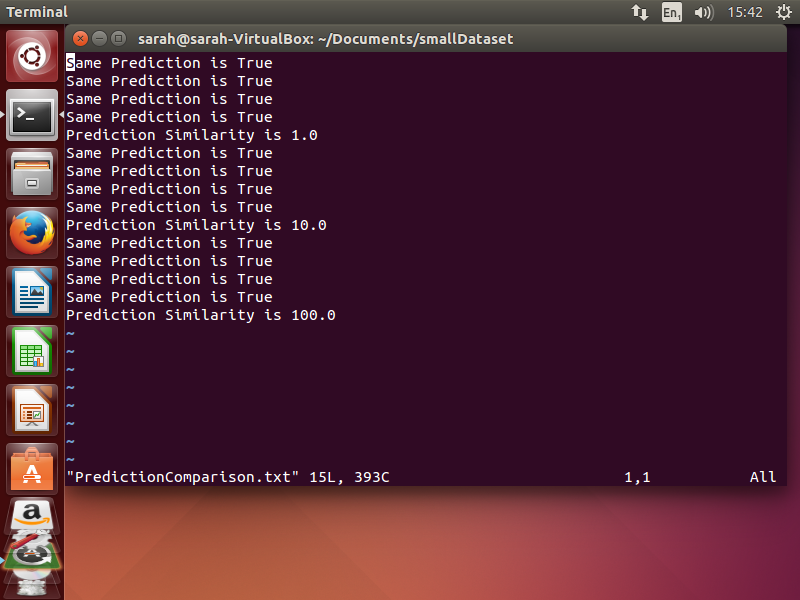 Terminal
En1
15:42
sarah@sarah-VirtualBox: ~/Documents/smallDataset
Same Prediction is True
Same Prediction is True
Same Prediction is True
Same Prediction is True
Prediction Similarity is 1.0
Same Prediction is True
Same Prediction is True
Same Prediction is True
Same Prediction is True
Prediction Similarity is 10.0
Same Prediction is True
Same Prediction is True
Same Prediction is True
Same Prediction is True
Prediction Similarity is 100.0
~
~
~
~
~
~
~
~
"PredictionComparison.txt" 15L, 393C 1,1 All